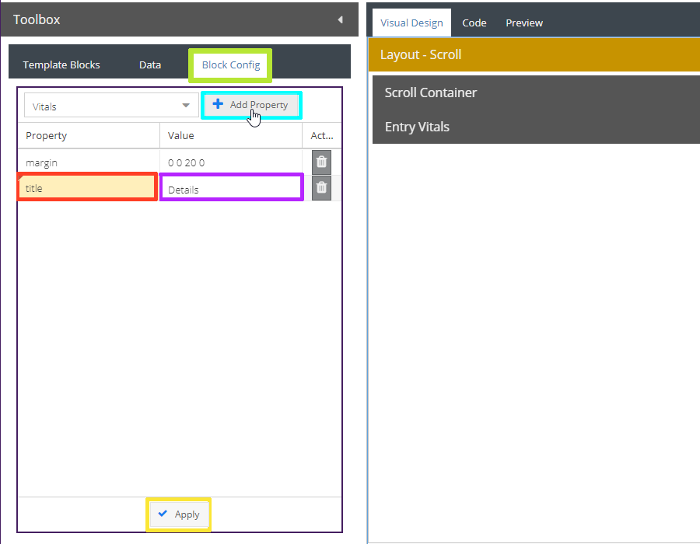 Toolbox
Template Blocks Data Block Config
Vitals Add Property
Property Value Act...
margin 0 0 20 0
title Details
Apply
Visual Design Code Preview
Layout - Scroll
Scroll Container
Entry Vitals